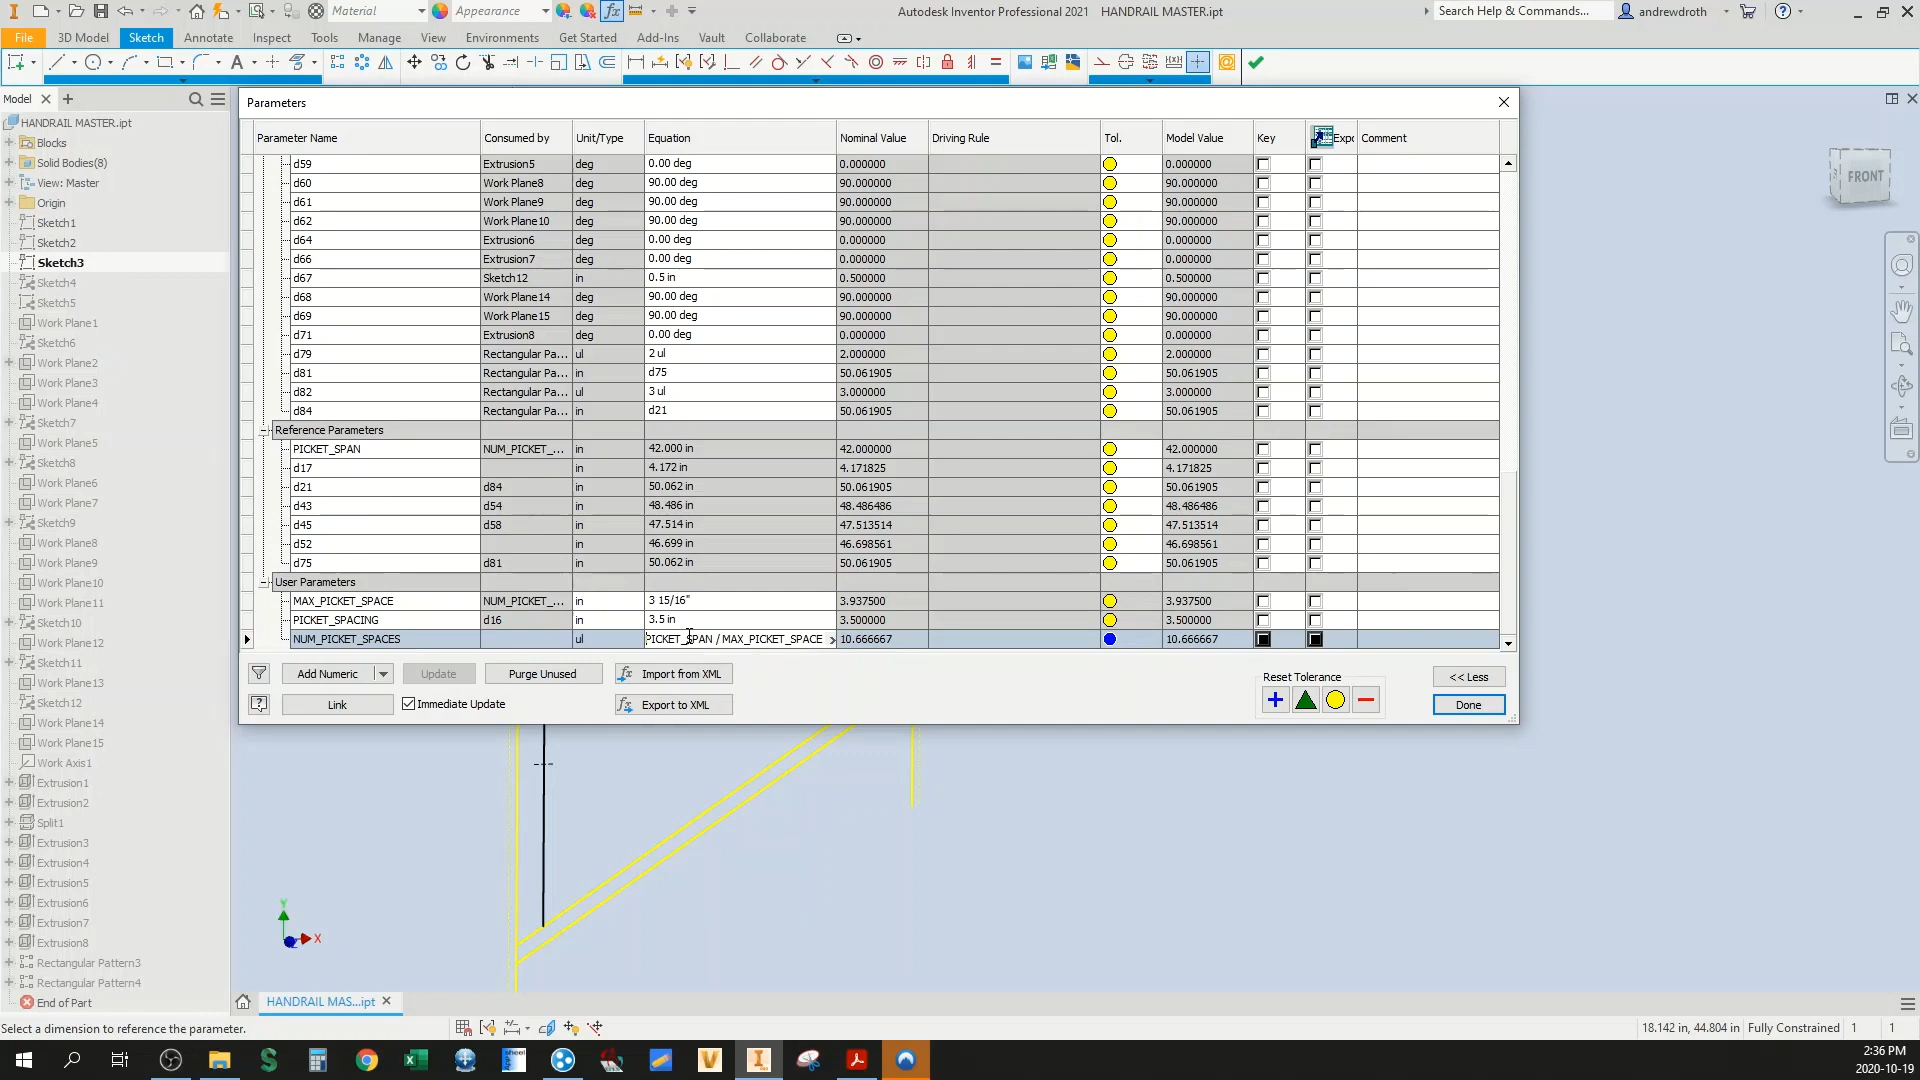 Material
Appearance
Autodesk Inventor Professional 2021 HANDRAIL MASTER.ipt
Search Help & Commands...
andrewdroth
File 3D Model Sketch Annotate Inspect Tools Manage View Environments Get Started Add-Ins Vault Collaborate
Model
HANDRAIL MASTER.ipt
Blocks
Solid Bodies(8)
View: Master
Origin
Sketch1
Sketch2
Sketch3
Sketch4
Sketch5
Work Plane1
Sketch6
Work Plane2
Work Plane3
Work Plane4
Sketch7
Work Plane5
Sketch8
Work Plane6
Work Plane7
Sketch9
Work Plane8
Work Plane9
Work Plane10
Work Plane11
Sketch10
Work Plane12
Sketch11
Work Plane13
Sketch12
Work Plane14
Work Plane15
Work Axis1
Extrusion1
Extrusion2
Split1
Extrusion3
Extrusion4
Extrusion5
Extrusion6
Extrusion7
Extrusion8
Rectangular Pattern3
Rectangular Pattern4
End of Part
Parameters
Parameter Name Consumed by Unit/Type Equation Nominal Value Driving Rule Tol. Model Value Key Expo Comment
d59 Extrusion5 deg 0.00 deg 0.000000 0.000000
d60 Work Plane8 deg 90.00 deg 90.000000 90.000000
d61 Work Plane9 deg 90.00 deg 90.000000 90.000000
d62 Work Plane10 deg 90.00 deg 90.000000 90.000000
d64 Extrusion6 deg 0.00 deg 0.000000 0.000000
d66 Extrusion7 deg 0.00 deg 0.000000 0.000000
d67 Sketch12 in 0.5 in 0.500000 0.500000
d68 Work Plane14 deg 90.00 deg 90.000000 90.000000
d69 Work Plane15 deg 90.00 deg 90.000000 90.000000
d71 Extrusion8 deg 0.00 deg 0.000000 0.000000
d79 Rectangular Pa... ul 2 ul 2.000000 2.000000
d81 Rectangular Pa... in d75 50.061905 50.061905
d82 Rectangular Pa... ul 3 ul 3.000000 3.000000
d84 Rectangular Pa... in d21 50.061905 50.061905
Reference Parameters
PICKET_SPAN NUM_PICKET_... in 42.000 in 42.000000 42.000000
d17 in 4.172 in 4.171825 4.171825
d21 d84 in 50.062 in 50.061905 50.061905
d43 d54 in 48.486 in 48.486486 48.486486
d45 d58 in 47.514 in 47.513514 47.513514
d52 in 46.699 in 46.698561 46.698561
d75 d81 in 50.062 in 50.061905 50.061905
User Parameters
MAX_PICKET_SPACE NUM_PICKET_... in 3 15/16" 3.937500 3.937500
PICKET_SPACING d16 in 3.5 in 3.500000 3.500000
NUM_PICKET_SPACES ul PICKET_SPAN / MAX_PICKET_SPACE > 10.666667 10.666667
Add Numeric Update Purge Unused Import from XML
Link Immediate Update Export to XML
Reset Tolerance
<< Less
Done
FRONT
Y
X
HANDRAIL MAS...ipt
Select a dimension to reference the parameter.
18.142 in, 44.804 in Fully Constrained 1 1
2:36 PM
2020-10-19